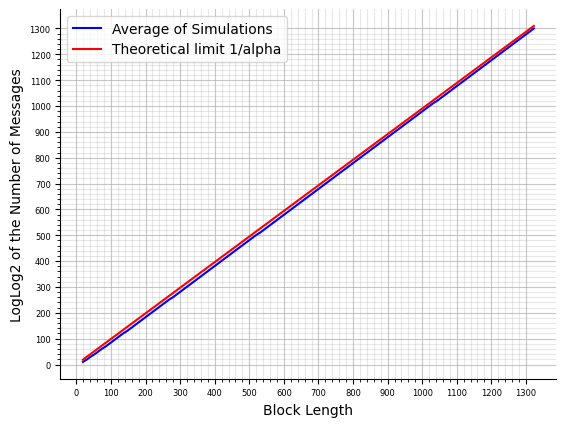 Average of Simulations
Theoretical limit 1/alpha
LogLog2 of the Number of Messages
1300
1200
1100
1000
900
800
700
600
500
400
300
200
100
0
0 100 200 300 400 500 600 700 800 900 1000 1100 1200 1300
Block Length